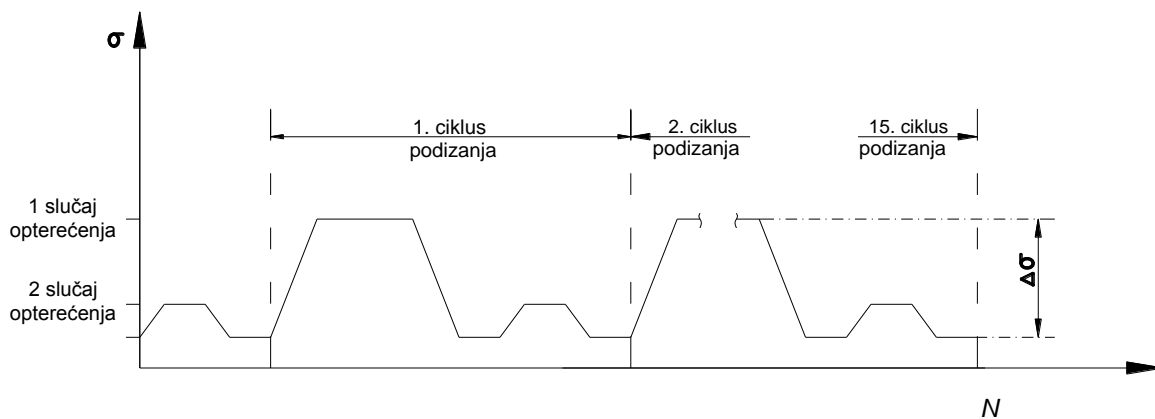 σ
1. ciklus
podizanja
2. ciklus
podizanja
15. ciklus
podizanja
1 slučaj
opterećenja
2 slučaj
opterećenja
Δσ
N